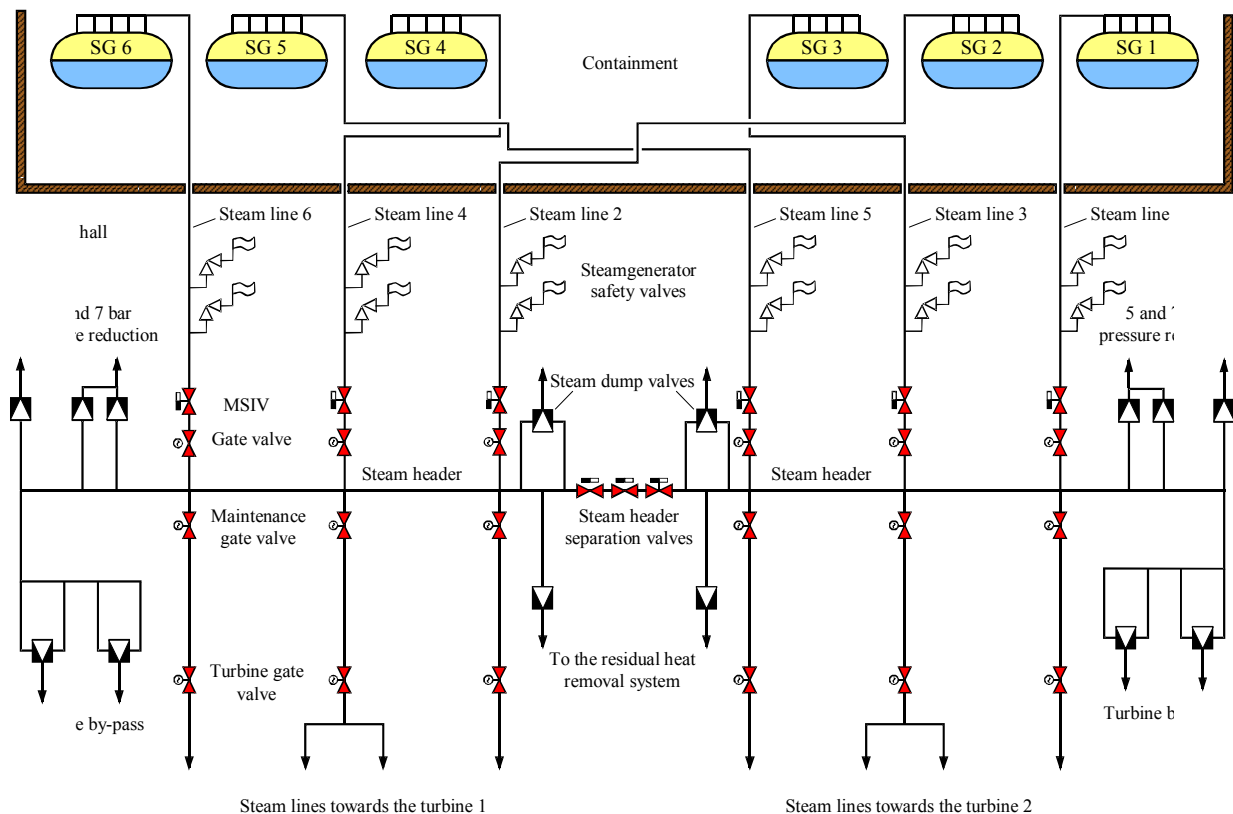 SG 6
SG 5
SG 4
SG 3
SG 2
SG 1
Containment
Steam line 6
Steam line 4
Steam line 2
Steam line 5
Steam line 3
Steam line
hall
Steamgenerator
safety valves
7 bar
reduction
5 and
pressure
Steam dump valves
MSIV
Gate valve
Steam header
Steam header
Maintenance
gate valve
Steam header
separation valves
To the residual heat
removal system
Turbine gate
valve
by-pass
Turbine
Steam lines towards the turbine 1
Steam lines towards the turbine 2